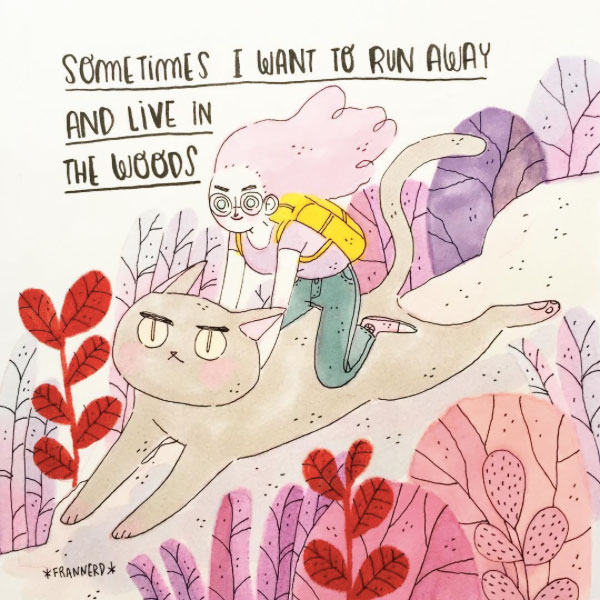 SOMETIMES I WANT TO RUN AWAY
AND LIVE IN
THE WOODS
*FRANNERD*